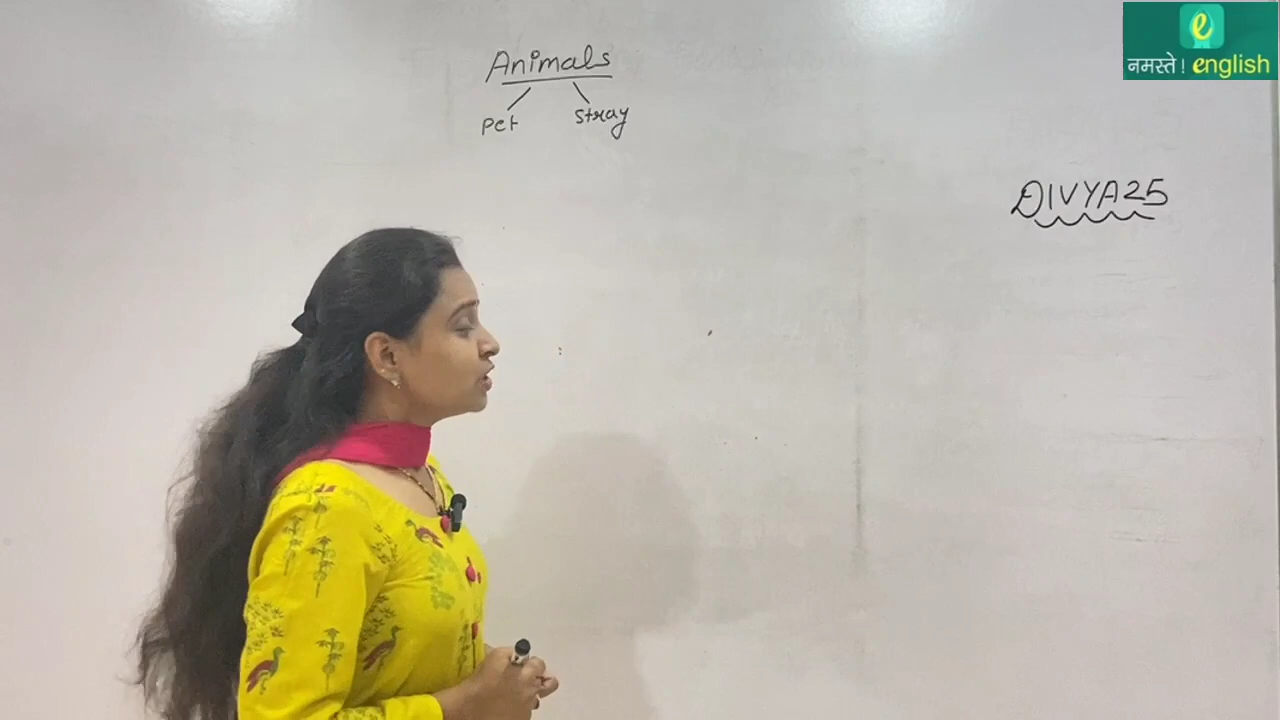 Animals
Pet Stray
DIVYA25
e
नमस्ते ! english